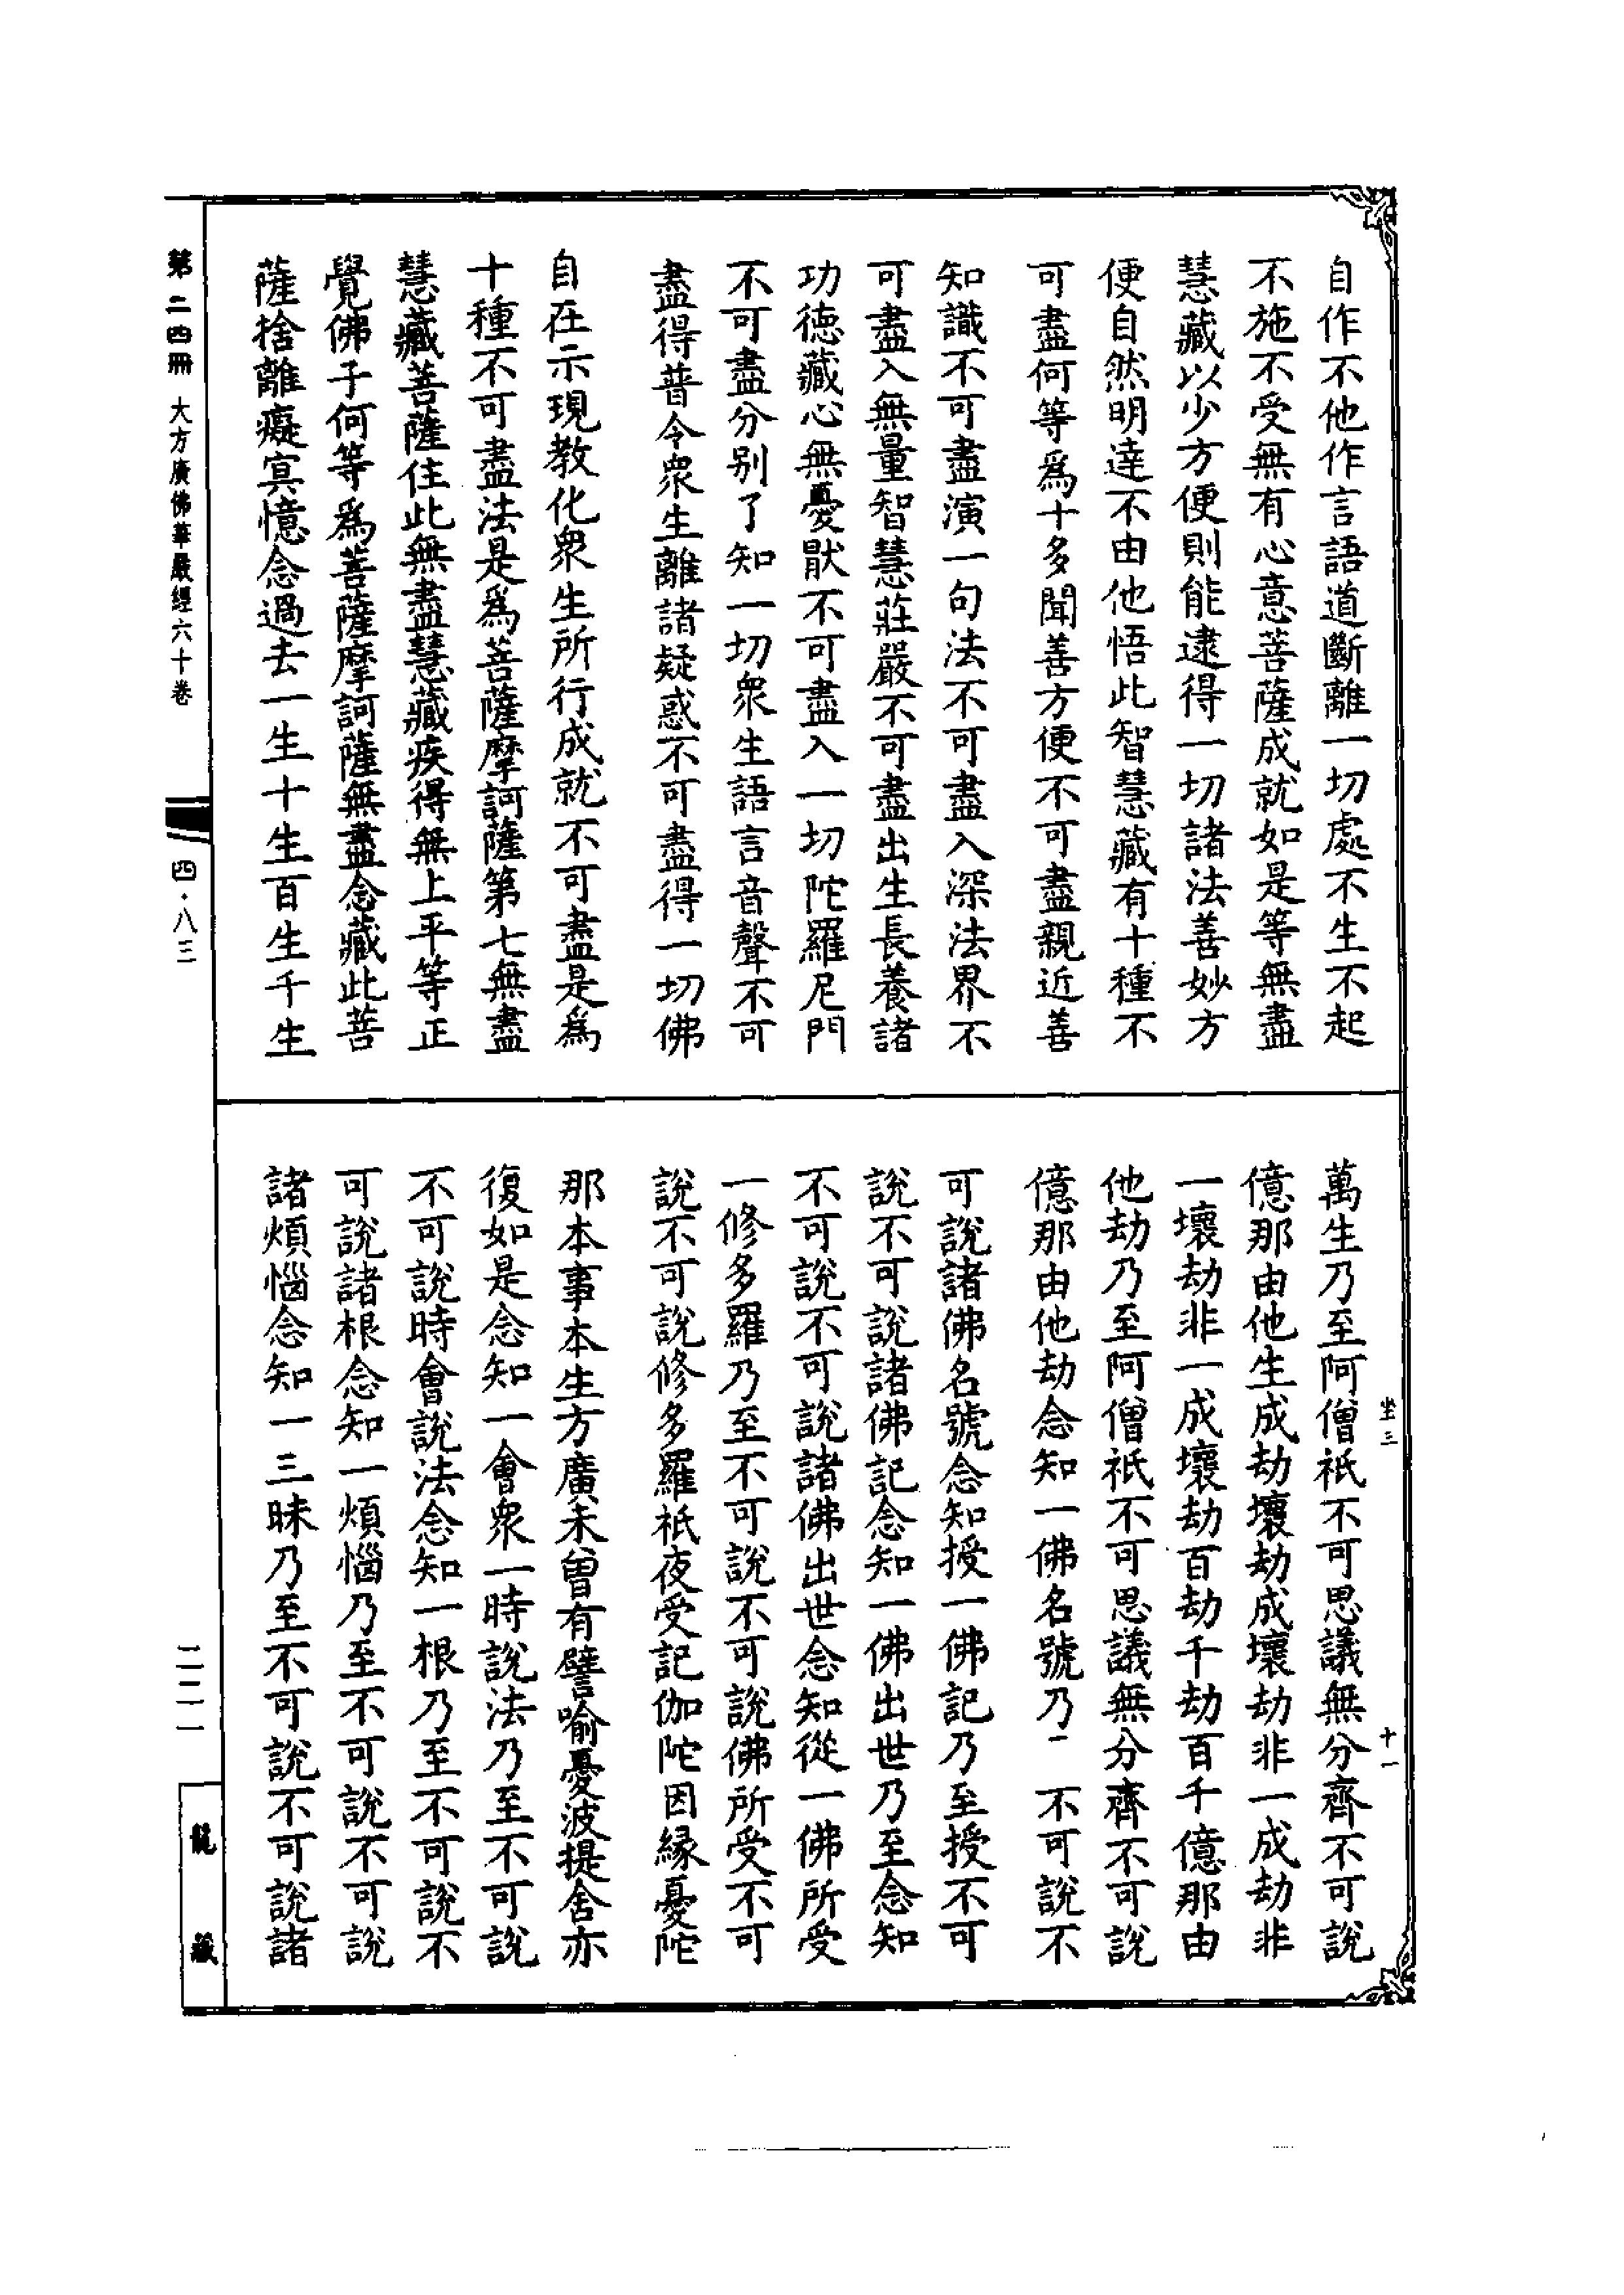 自作不他作言語道斷離一切處不生不起
不施不受無有心意菩薩成就如是等無盡
慧藏以少方便則能逮得一切諸法善妙方
便自然明達不由他悟此智慧藏有十種不
可盡何等爲十多聞善方便不可盡親近善
知識不可盡演一句法不可盡入深法界不
可盡入無量智慧莊嚴不可盡出生長養諸
功德藏心無憂猒不可盡入一切陀羅尼門
不可盡分别了知一切衆生語言音聲不可
盡得普令衆生離諸疑惑不可盡得一切佛
自在示現教化衆生所行成就不可盡是爲
十種不可盡法是爲菩薩摩訶薩第七無盡
慧藏菩薩住此無盡慧藏疾得無上平等正
覺佛子何等爲菩薩摩訶薩無盡念藏此菩
薩捨離癡冥憶念過去一生十生百生千生
萬生乃至阿僧祇不可思議無分齊不可說
億那由他生成劫壞劫成壞劫非一成劫非
一壞劫非一成壞劫百劫千劫百千億那由
他劫乃至阿僧祇不可思議無分齊不可說
億那由他劫念知一佛名號乃 不可說不
可說諸佛名號念知授一佛記乃至授不可
說不可說諸佛記念知一佛出世乃至念知
不可說不可說諸佛出世念知從一佛所受
一修多羅乃至不可說不可說佛所受不可
說不可說修多羅祇夜受記伽陀因緣憂陀
那本事本生方廣未曾有譬喻憂波提舍亦
復如是念知一會衆一時說法乃至不可說
不可說時會說法念知一根乃至不可說不
可說諸根念知一煩惱乃至不可說不可說
諸煩惱念知一三昧乃至不可說不可說諸
坐三
十一
第二四冊 大方廣佛華嚴經六十卷
四·八三
二二一
龍藏